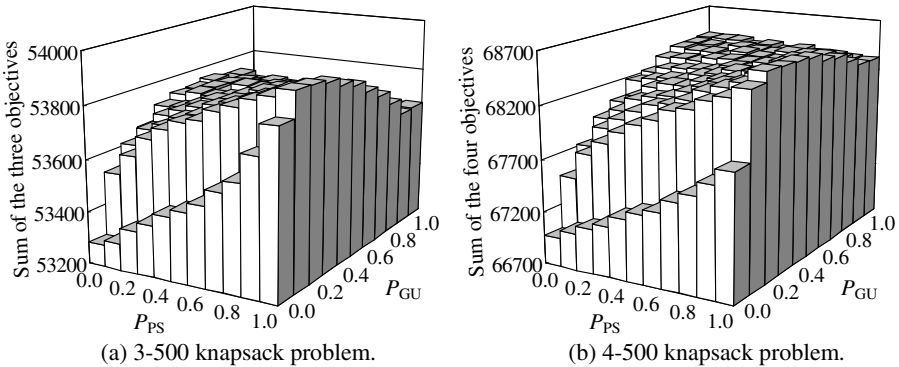 Sum of the three objectives
54000
53800
53600
53400
53200
0.0 0.2 0.4 0.6 0.8 1.0
P_PS
0.0 0.2 0.4 0.6 0.8 1.0
P_GU
(a) 3-500 knapsack problem.
Sum of the four objectives
68700
68200
67700
67200
66700
0.0 0.2 0.4 0.6 0.8 1.0
P_PS
0.0 0.2 0.4 0.6 0.8 1.0
P_GU
(b) 4-500 knapsack problem.